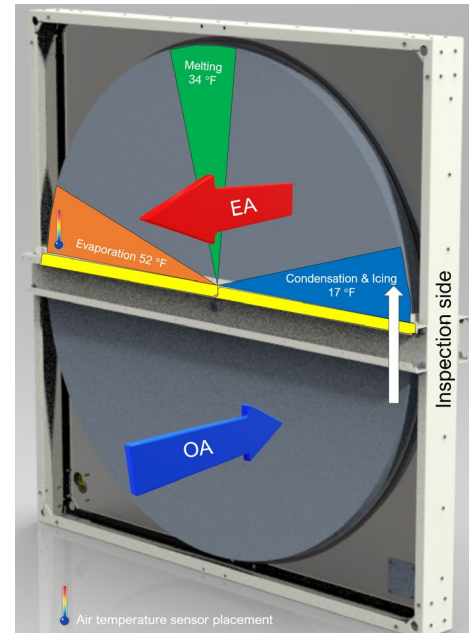 Melting
34 °F
EA
Evaporation 52 °F
Condensation & Icing
17 °F
Inspection side
OA
Air temperature sensor placement